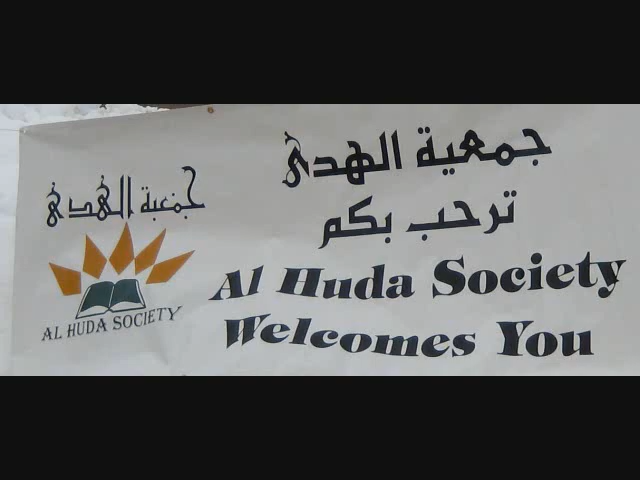 جمعية الهدى
ترحب بكم
Al Huda Society
Welcomes You
جمعية الهدى
AL HUDA SOCIETY